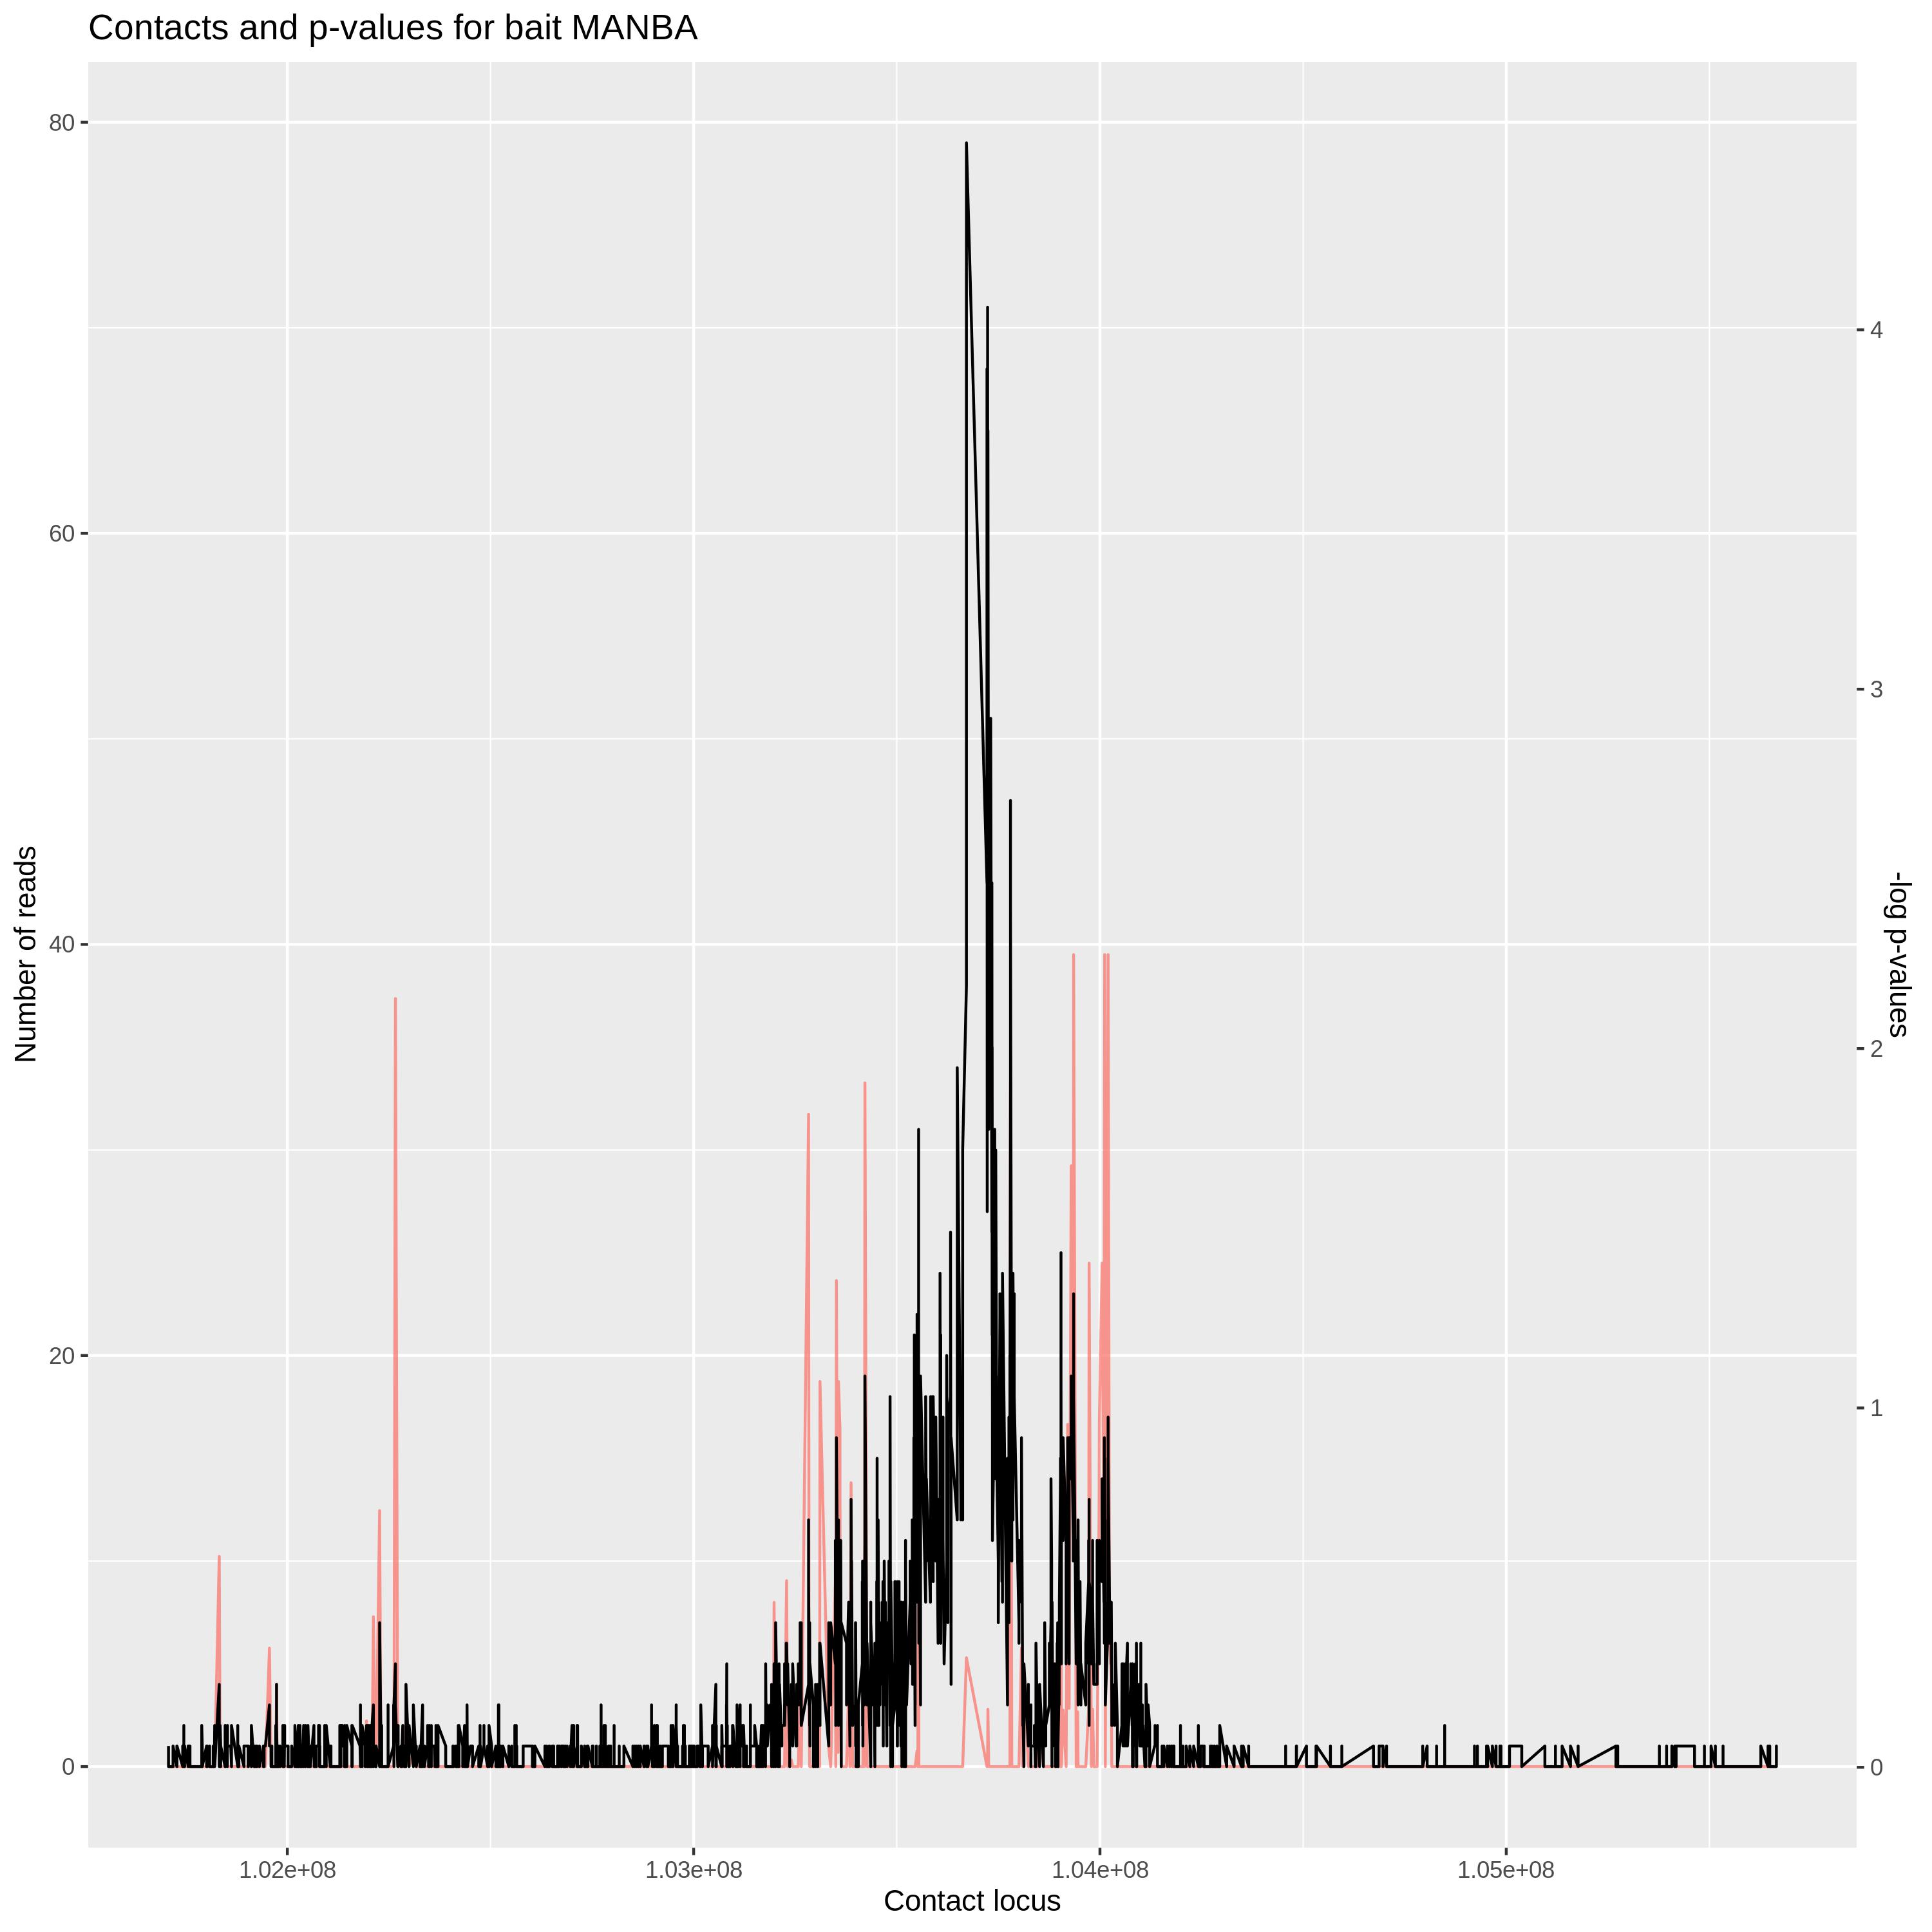 Contacts and p-values for bait MANBA
80
60
40
20
0
Number of reads
4
3
2
1
0
-log p-values
1.02e+08
1.03e+08
1.04e+08
1.05e+08
Contact locus